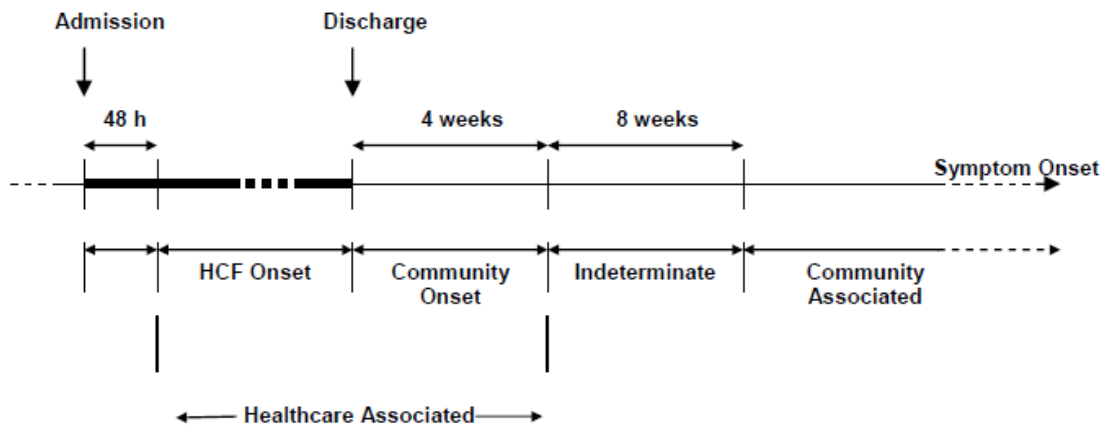 Admission Discharge
48 h 4 weeks 8 weeks
Symptom Onset
HCF Onset Community Onset Indeterminate Community Associated
Healthcare Associated